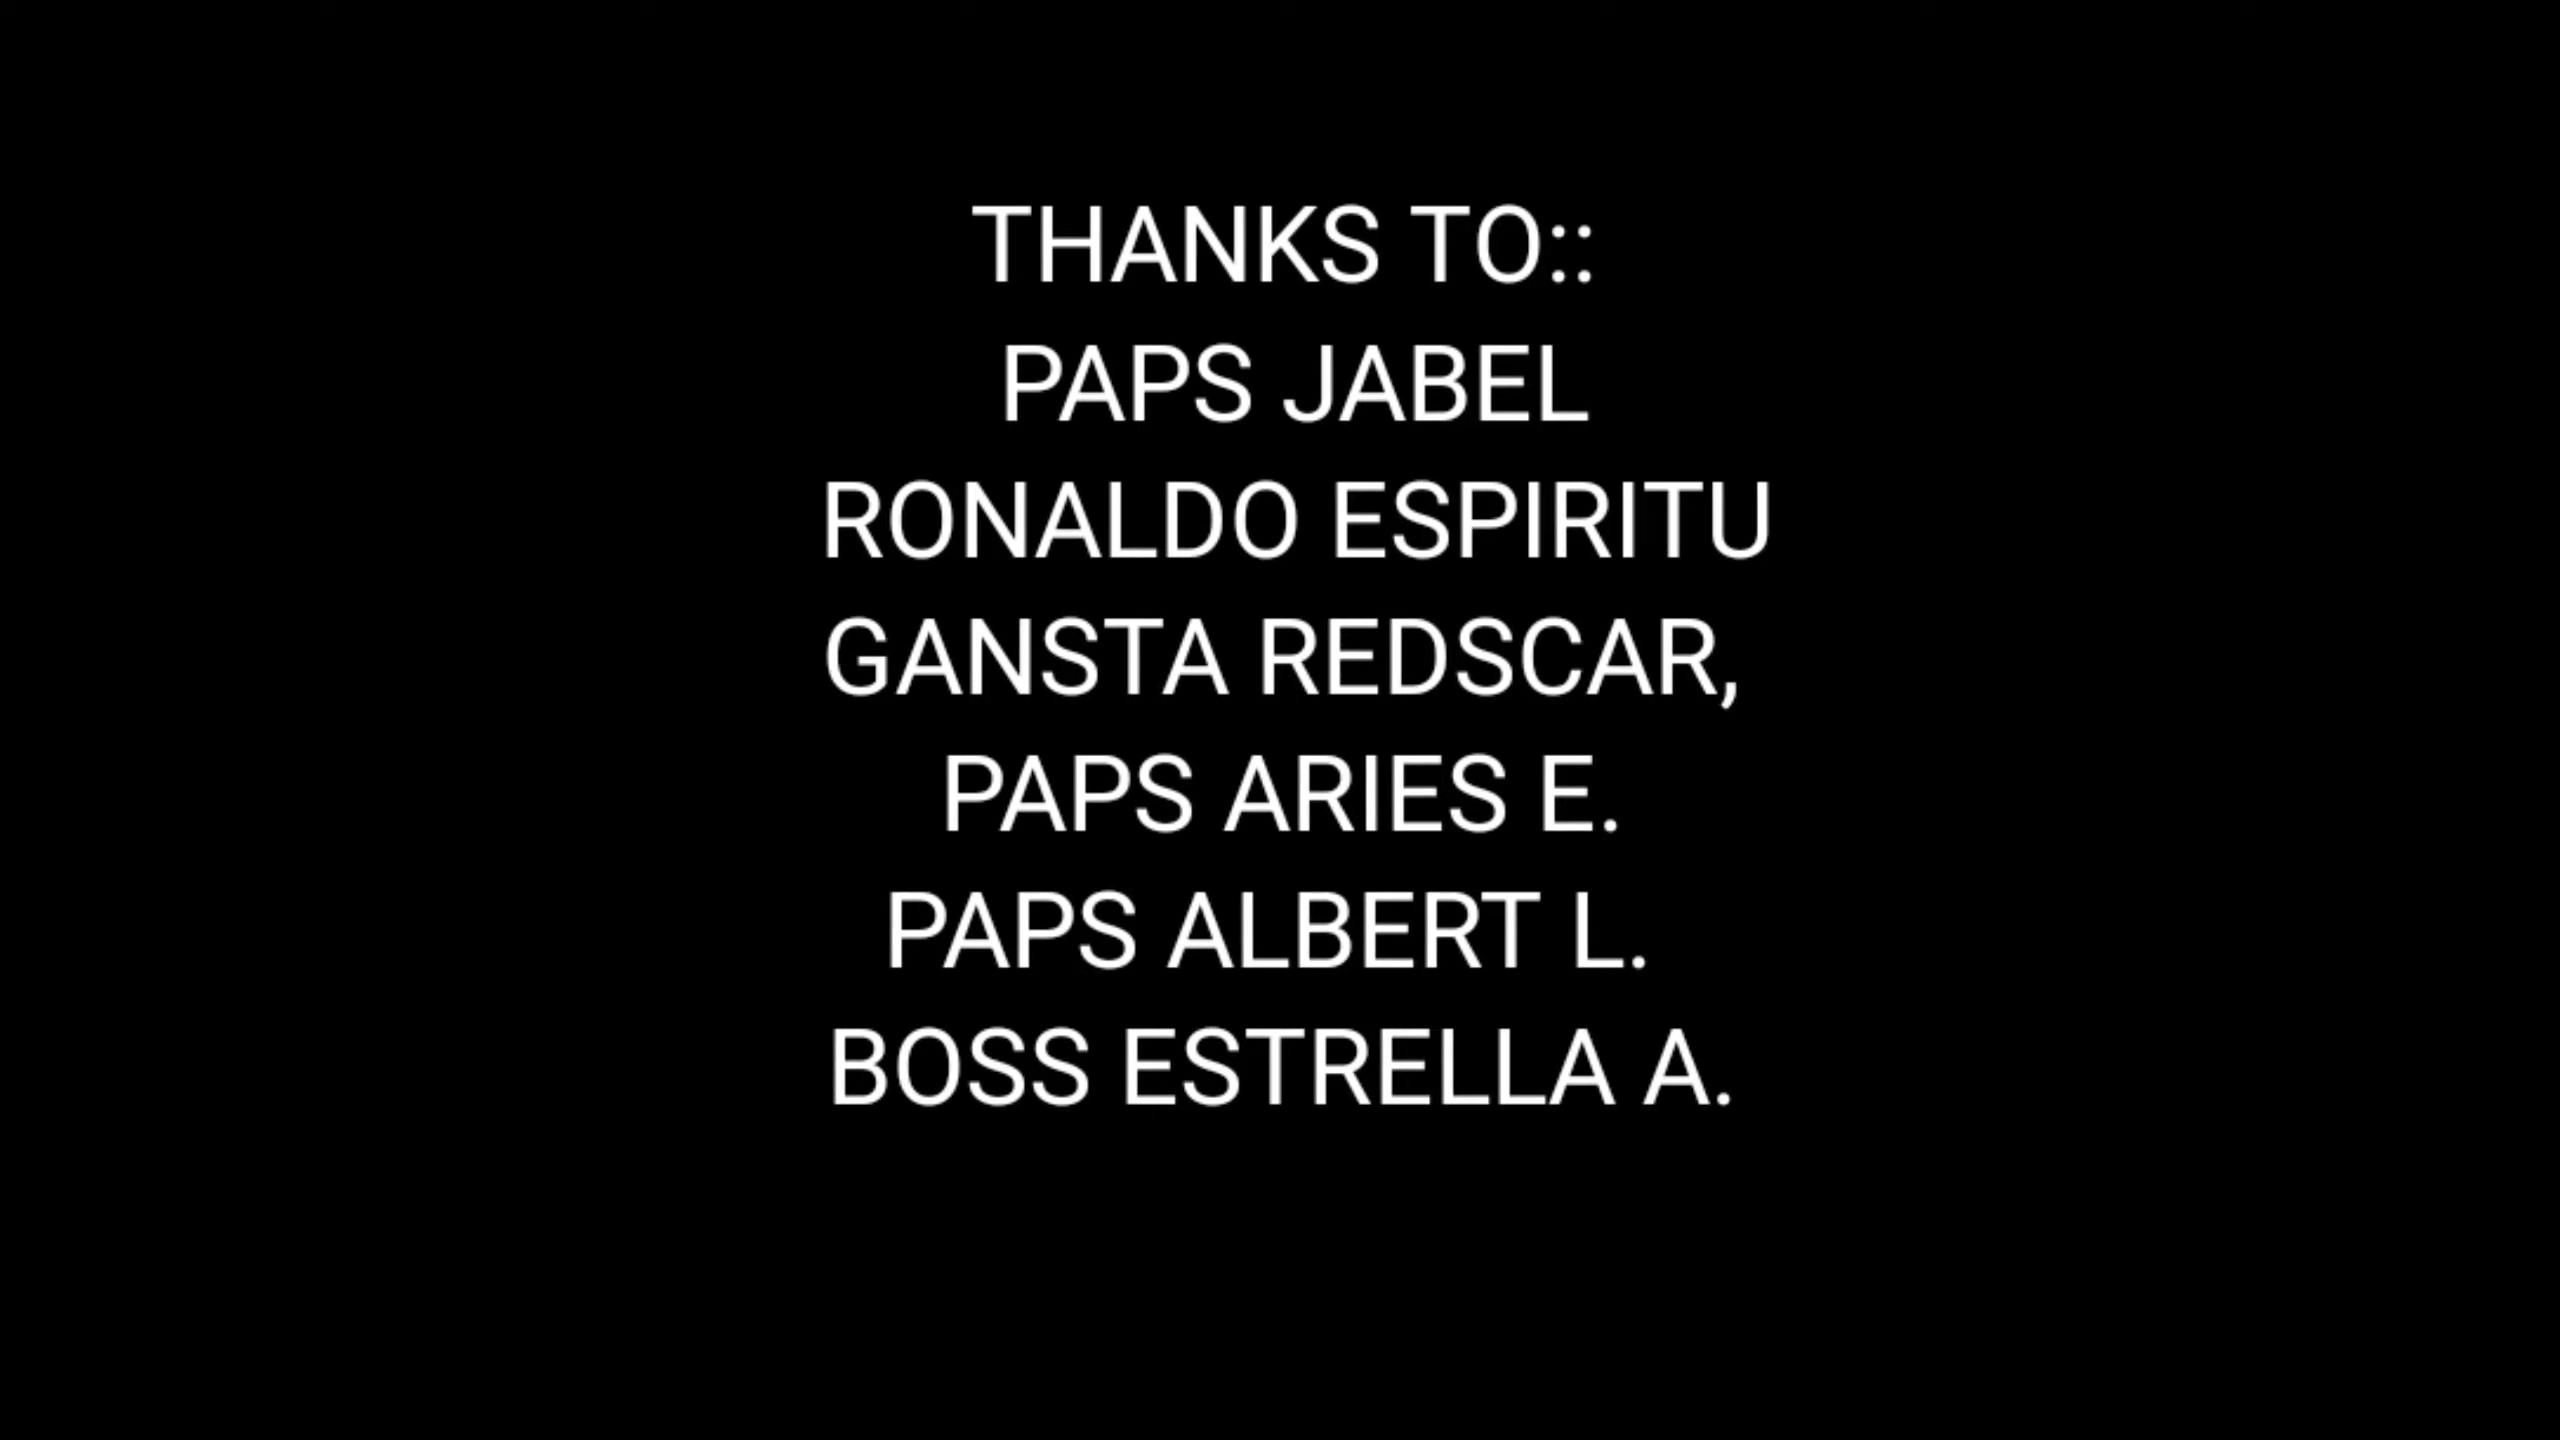 THANKS TO::
PAPS JABEL
RONALDO ESPIRITU
GANSTA REDSCAR,
PAPS ARIES E.
PAPS ALBERT L.
BOSS ESTRELLA A.